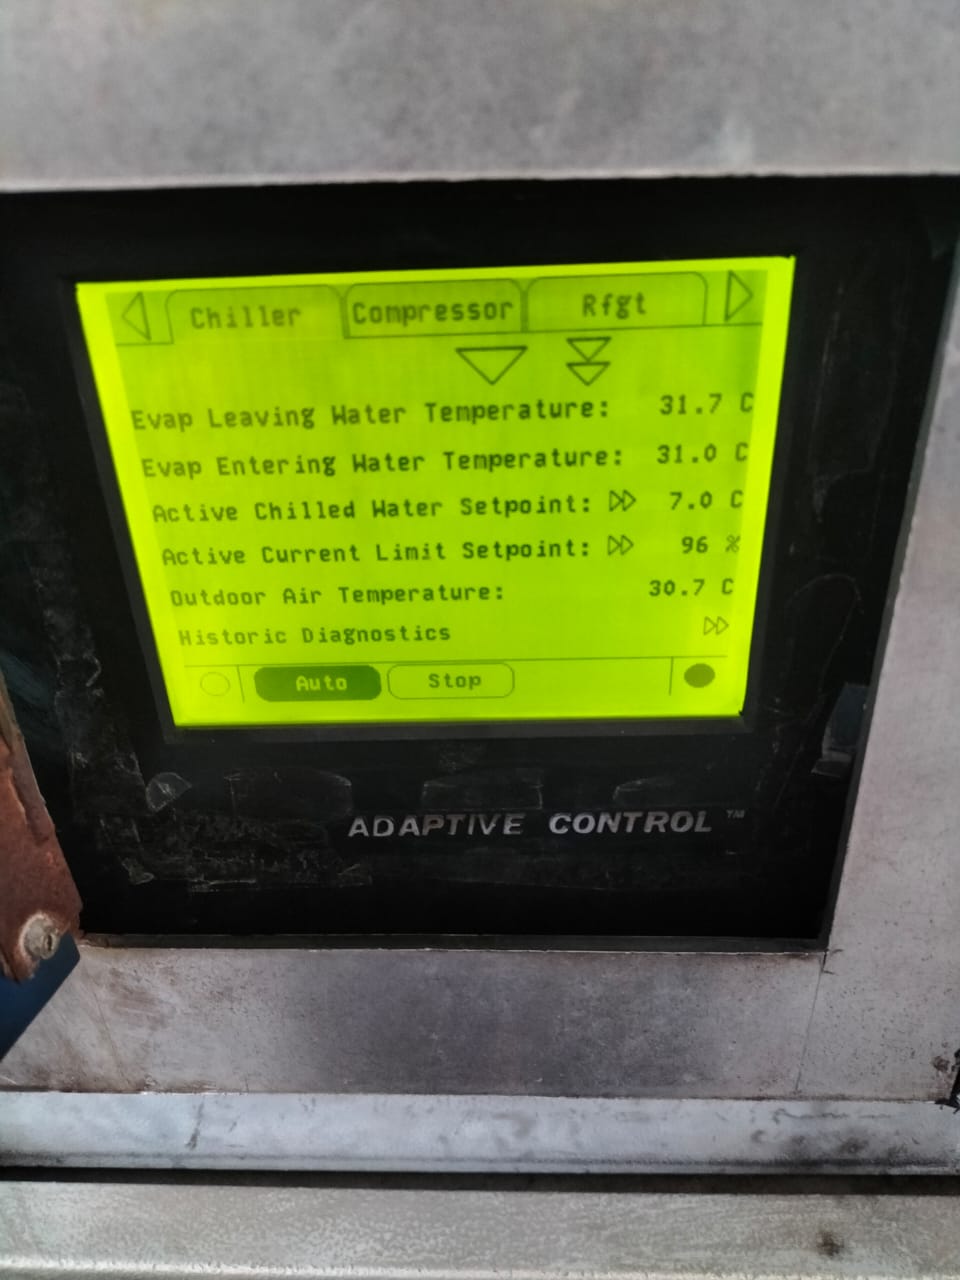 Chiller Compressor Rfgt
Evap Leaving Water Temperature: 31.7 C
Evap Entering Water Temperature: 31.0 C
Active Chilled Water Setpoint: 7.0 C
Active Current Limit Setpoint: 96 %
Outdoor Air Temperature: 30.7 C
Historic Diagnostics
Auto Stop
ADAPTIVE CONTROL™